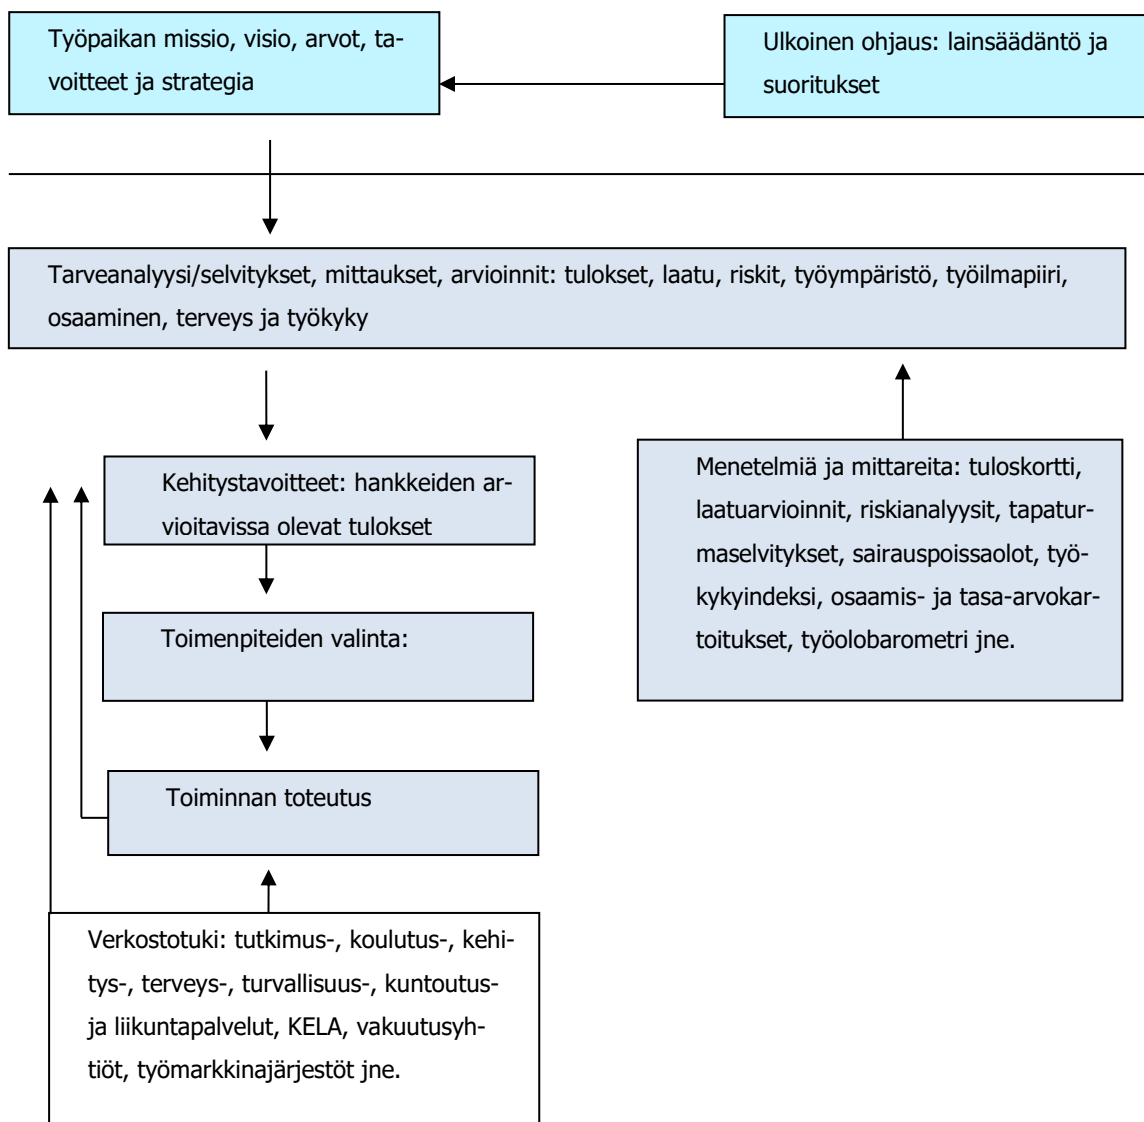 Työpaikan missio, visio, arvot, ta-
voitteet ja strategia
Ulkoinen ohjaus: lainsäädäntö ja
suoritukset
Tarveanalyysi/selvitykset, mittaukset, arvioinnit: tulokset, laatu, riskit, työympäristö, työilmapiiri,
osaaminen, terveys ja työkyky
Kehitystavoitteet: hankkeiden ar-
vioitavissa olevat tulokset
Menetelmiä ja mittareita: tuloskortti,
laatuarvioinnit, riskianalyysit, tapatur-
maselvitykset, sairauspoissaolot, työ-
kykyindeksi, osaamis- ja tasa-arvokar-
toitukset, työolobarometri jne.
Toimenpiteiden valinta:
Toiminnan toteutus
Verkostotuki: tutkimus-, koulutus-, kehi-
tys-, terveys-, turvallisuus-, kuntoutus-
ja liikuntapalvelut, KELA, vakuutusyh-
tiöt, työmarkkinajärjestöt jne.